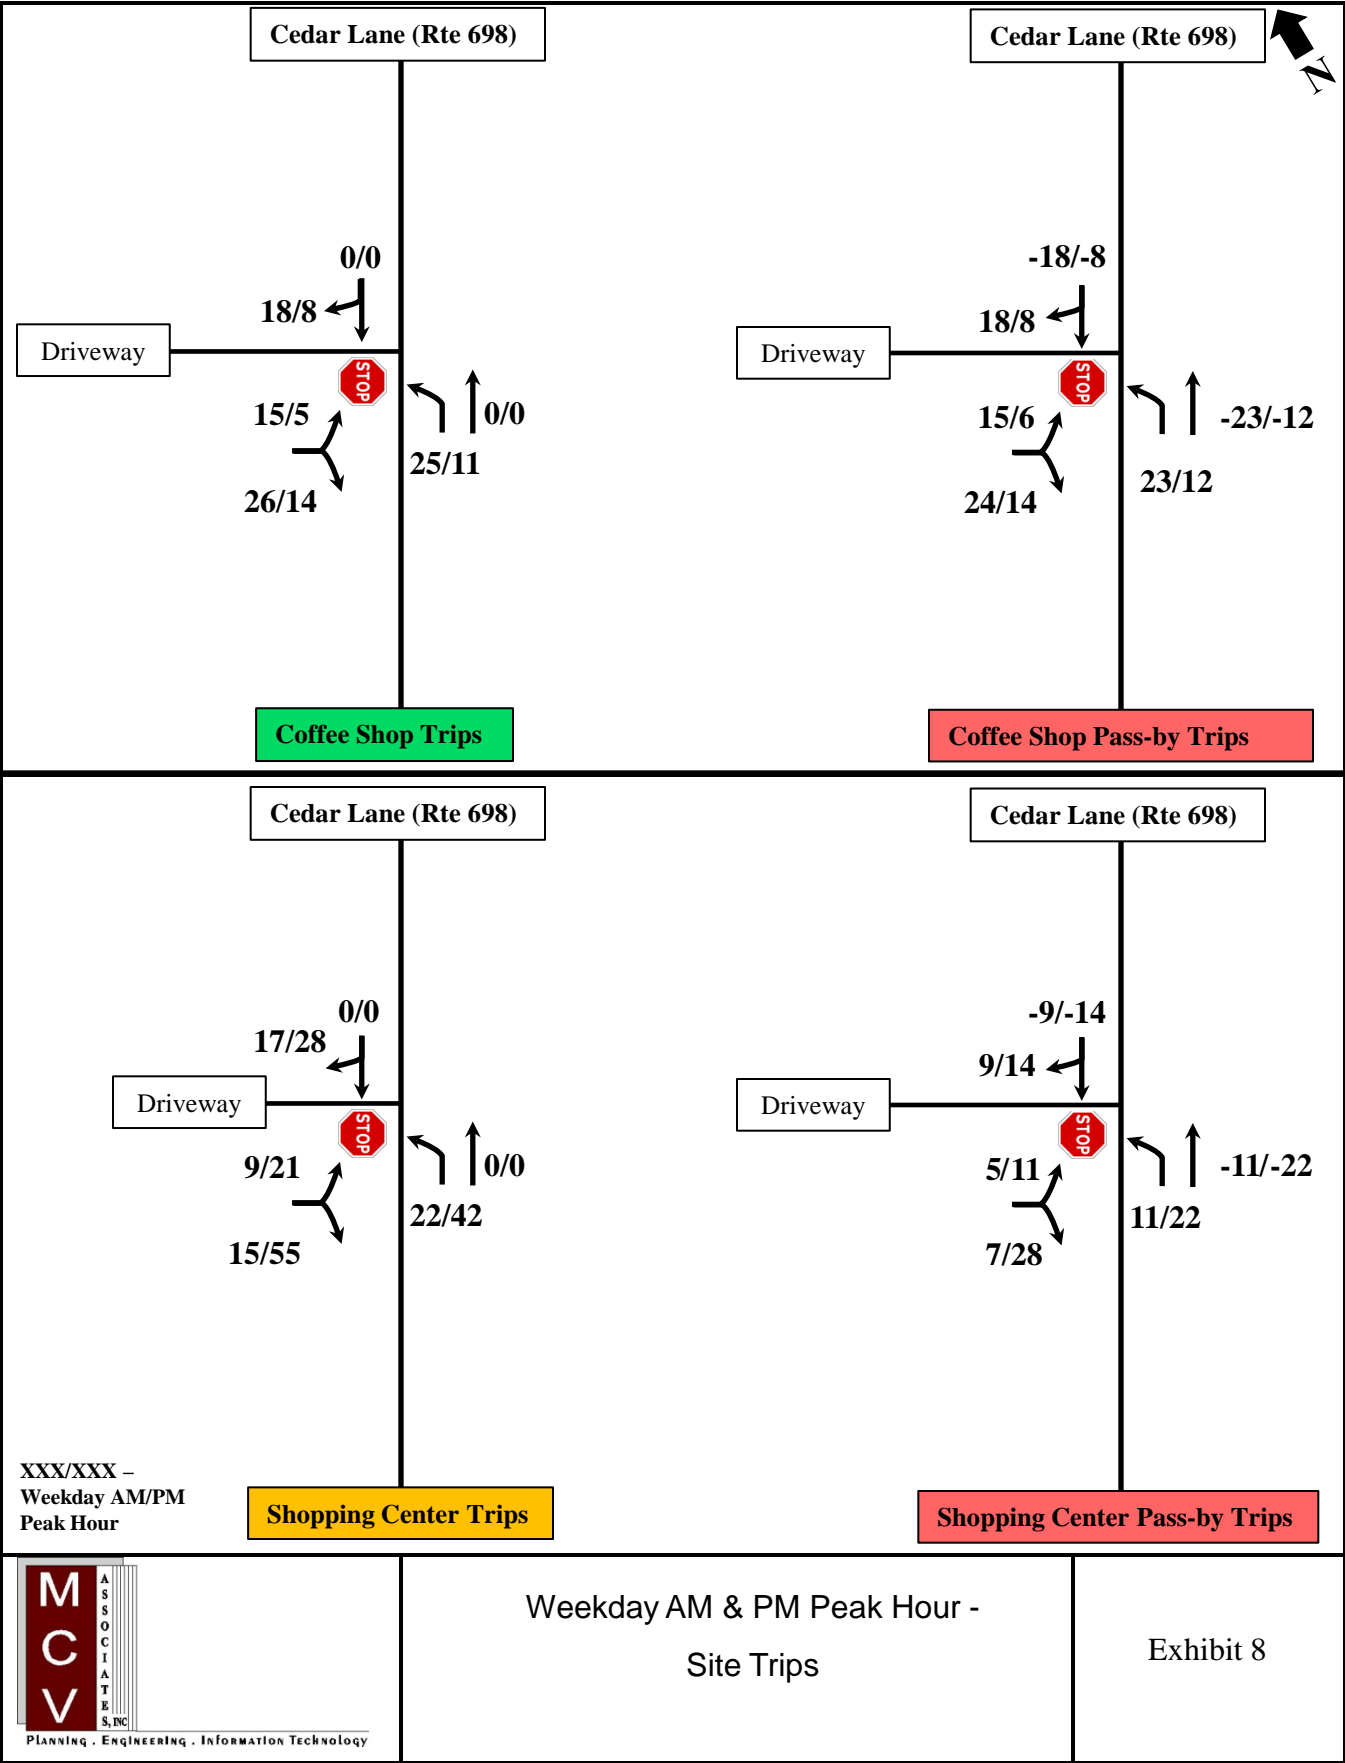 Cedar Lane (Rte 698)
0/0
18/8
Driveway
STOP
15/5
0/0
25/11
26/14
Coffee Shop Trips
Cedar Lane (Rte 698)
N
-18/-8
18/8
Driveway
STOP
15/6
-23/-12
23/12
24/14
Coffee Shop Pass-by Trips
Cedar Lane (Rte 698)
0/0
17/28
Driveway
STOP
9/21
0/0
22/42
15/55
XXX/XXX –
Weekday AM/PM
Peak Hour
Shopping Center Trips
Cedar Lane (Rte 698)
-9/-14
9/14
Driveway
STOP
5/11
-11/-22
11/22
7/28
Shopping Center Pass-by Trips
MCV
ASSOCIATES, INC
Planning . Engineering . Information Technology
Weekday AM & PM Peak Hour -
Site Trips
Exhibit 8